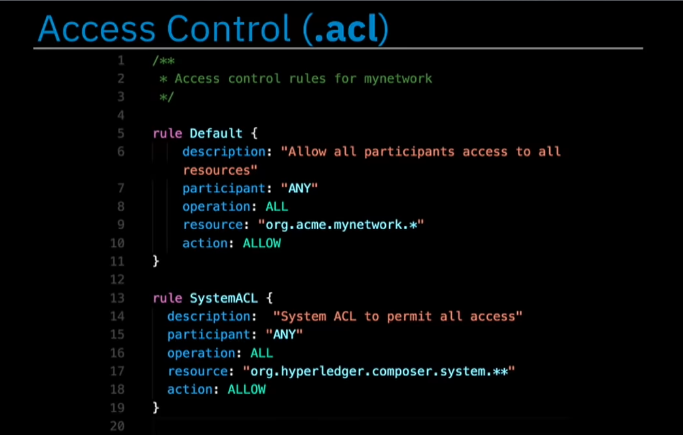 Access Control (.acl)
1 /**
2 * Access control rules for mynetwork
3 */
4
5 rule Default {
6 description: "Allow all participants access to all
resources"
7 participant: "ANY"
8 operation: ALL
9 resource: "org.acme.mynetwork.*"
10 action: ALLOW
11 }
12
13 rule SystemACL {
14 description:  "System ACL to permit all access"
15 participant: "ANY"
16 operation: ALL
17 resource: "org.hyperledger.composer.system.**"
18 action: ALLOW
19 }
20